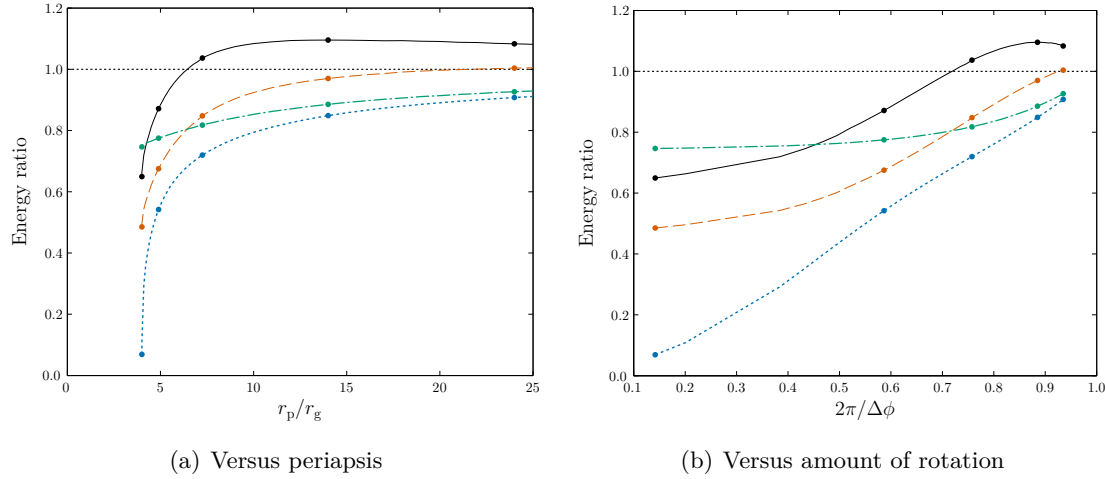 1.2
1.0
0.8
0.6
0.4
0.2
0.0
Energy ratio
0 5 10 15 20 25
r_p/r_g
(a) Versus periapsis
1.2
1.0
0.8
0.6
0.4
0.2
0.0
Energy ratio
0.1 0.2 0.3 0.4 0.5 0.6 0.7 0.8 0.9 1.0
2π/Δϕ
(b) Versus amount of rotation